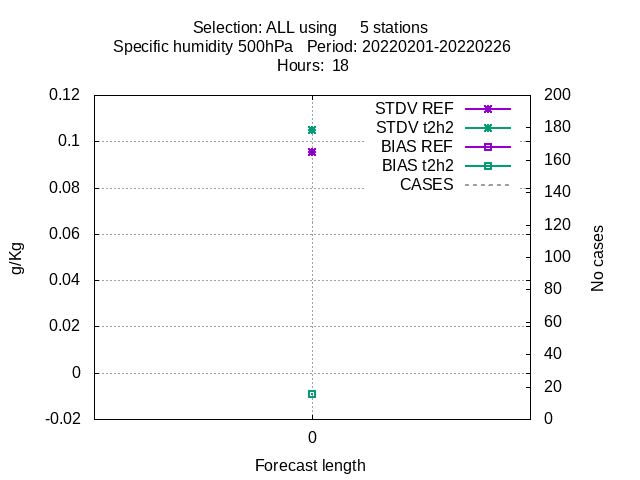 Selection: ALL using     5 stations
Specific humidity 500hPa   Period: 20220201-20220226
Hours:  18
0.12
0.1
0.08
0.06
0.04
0.02
0
-0.02
g/Kg
STDV REF
STDV t2h2
BIAS REF
BIAS t2h2
CASES
200
180
160
140
120
100
80
60
40
20
0
No cases
0
Forecast length